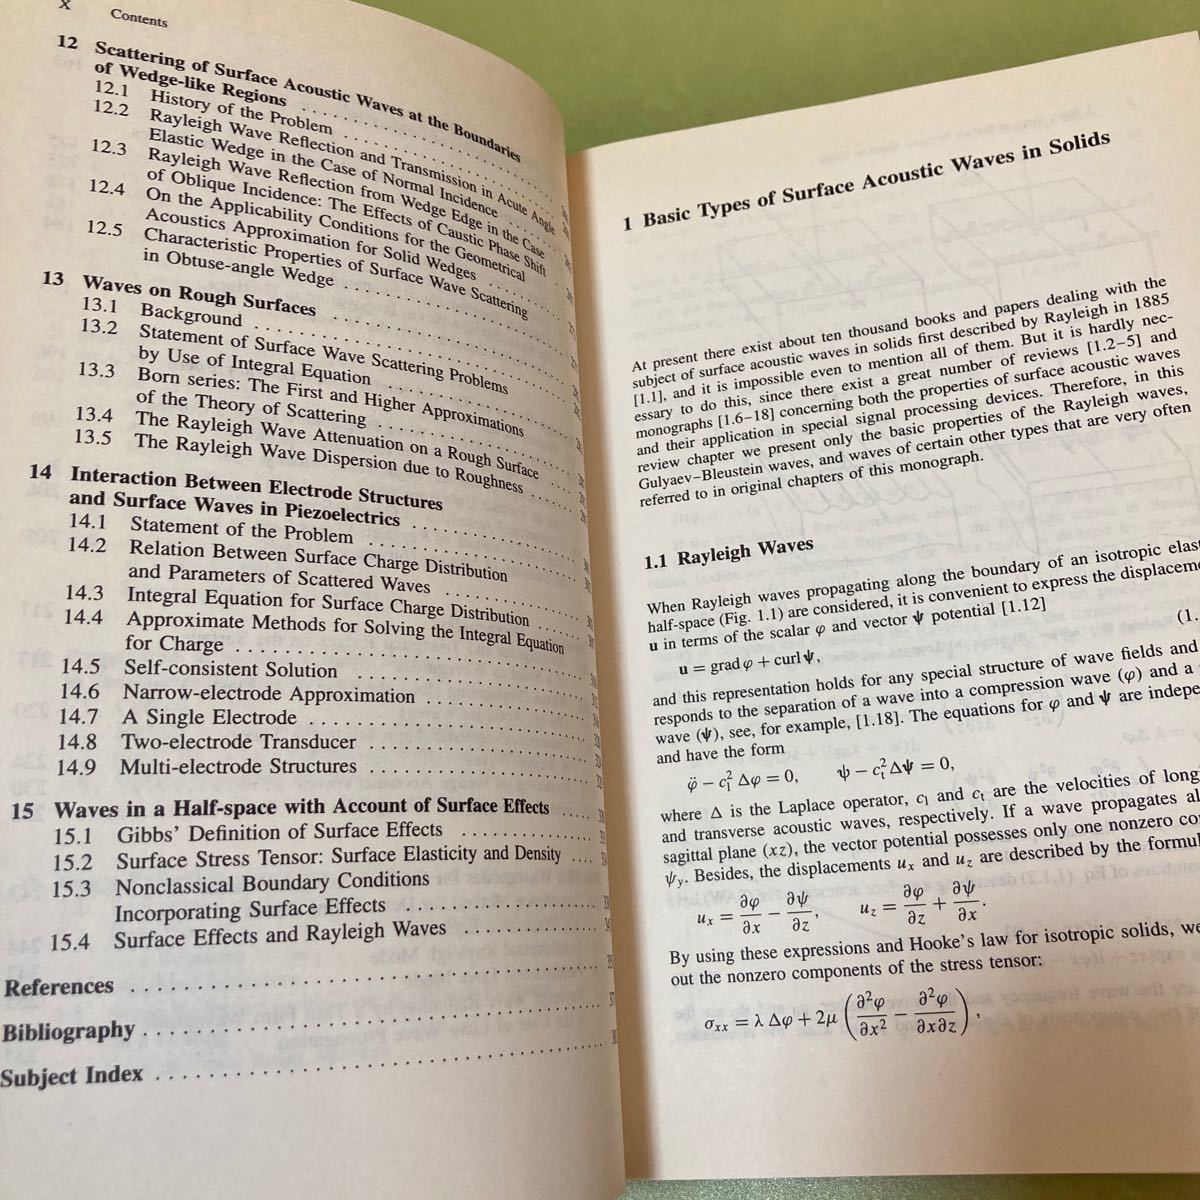 X Contents
12 Scattering of Surface Acoustic Waves at the Boundaries
of Wedge-like Regions
12.1 History of the Problem
12.2 Rayleigh Wave Reflection and Transmission in Acute Angle
Elastic Wedge in the Case of Normal Incidence
12.3 Rayleigh Wave Reflection from Wedge Edge in the Case
of Oblique Incidence: The Effects of Caustic Phase Shift
12.4 On the Applicability Conditions for the Geometrical
Acoustics Approximation for Solid Wedges
12.5 Characteristic Properties of Surface Wave Scattering
in Obtuse-angle Wedge
13 Waves on Rough Surfaces
13.1 Background
13.2 Statement of Surface Wave Scattering Problems
by Use of Integral Equation
13.3 Born series: The First and Higher Approximations
of the Theory of Scattering
13.4 The Rayleigh Wave Attenuation on a Rough Surface
13.5 The Rayleigh Wave Dispersion due to Roughness
14 Interaction Between Electrode Structures
and Surface Waves in Piezoelectrics
14.1 Statement of the Problem
14.2 Relation Between Surface Charge Distribution
and Parameters of Scattered Waves
14.3 Integral Equation for Surface Charge Distribution
14.4 Approximate Methods for Solving the Integral Equation
for Charge
14.5 Self-consistent Solution
14.6 Narrow-electrode Approximation
14.7 A Single Electrode
14.8 Two-electrode Transducer
14.9 Multi-electrode Structures
15 Waves in a Half-space with Account of Surface Effects
15.1 Gibbs' Definition of Surface Effects
15.2 Surface Stress Tensor: Surface Elasticity and Density
15.3 Nonclassical Boundary Conditions
Incorporating Surface Effects
15.4 Surface Effects and Rayleigh Waves
References
Bibliography
Subject Index
1 Basic Types of Surface Acoustic Waves in Solids
At present there exist about ten thousand books and papers dealing with the
subject of surface acoustic waves in solids first described by Rayleigh in 1885
[1.1], and it is impossible even to mention all of them. But it is hardly nec-
essary to do this, since there exist a great number of reviews [1.2–5] and
monographs [1.6–18] concerning both the properties of surface acoustic waves
and their application in special signal processing devices. Therefore, in this
review chapter we present only the basic properties of the Rayleigh waves,
Gulyaev–Bleustein waves, and waves of certain other types that are very often
referred to in original chapters of this monograph.
1.1 Rayleigh Waves
When Rayleigh waves propagating along the boundary of an isotropic elast
half-space (Fig. 1.1) are considered, it is convenient to express the displaceme
u in terms of the scalar φ and vector ψ potential [1.12]
u = grad φ + curl ψ, (1.
and this representation holds for any special structure of wave fields and
responds to the separation of a wave into a compression wave (φ) and a
wave (ψ), see, for example, [1.18]. The equations for φ and ψ are indepe
and have the form
φ̈ − c_l² Δφ = 0, ψ − c_t² Δψ = 0,
where Δ is the Laplace operator, c_l and c_t are the velocities of longi
and transverse acoustic waves, respectively. If a wave propagates al
sagittal plane (xz), the vector potential possesses only one nonzero co
ψ_y. Besides, the displacements u_x and u_z are described by the formul
u_x = ∂φ/∂x − ∂ψ/∂z, u_z = ∂φ/∂z + ∂ψ/∂x.
By using these expressions and Hooke's law for isotropic solids, we
out the nonzero components of the stress tensor:
σ_xx = λ Δφ + 2μ (∂²φ/∂x² − ∂²φ/∂x∂z),